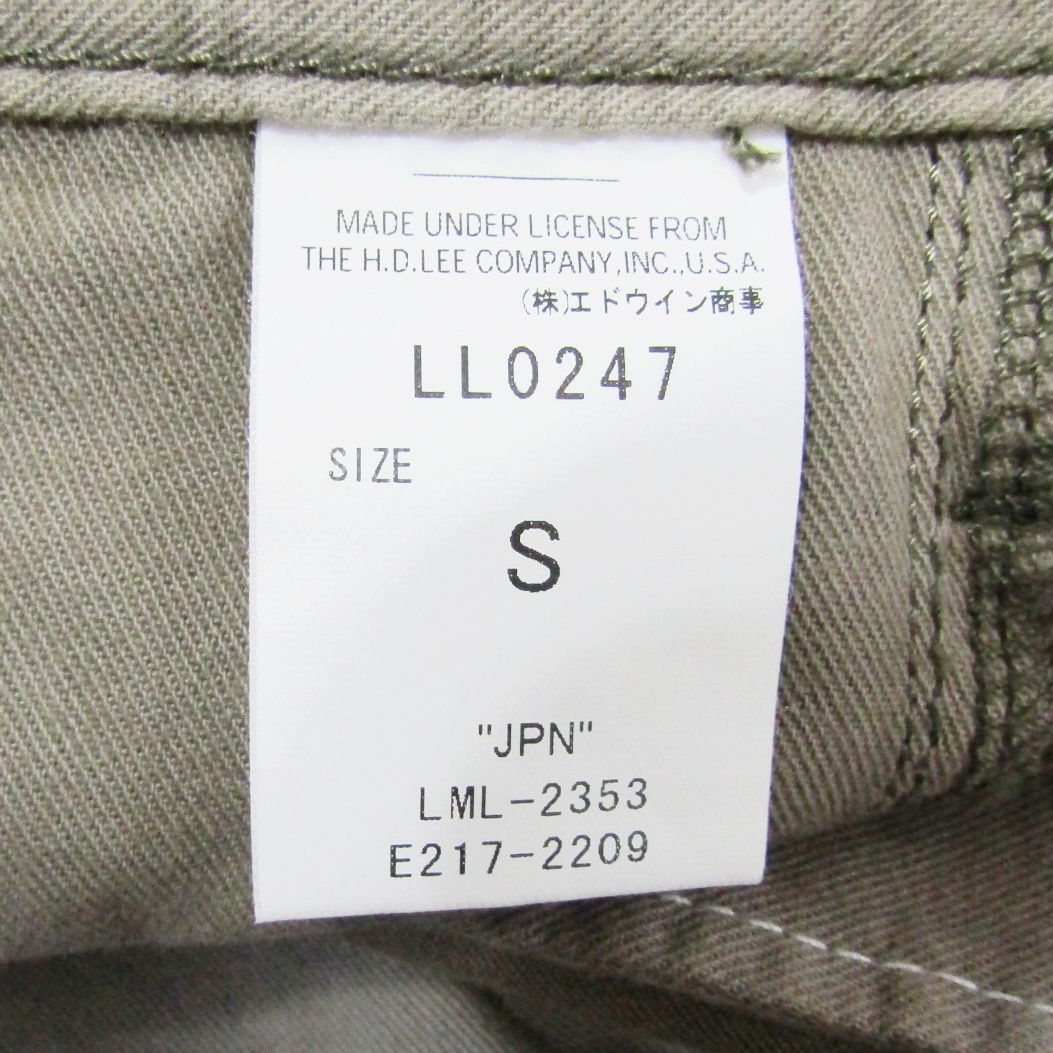 MADE UNDER LICENSE FROM
THE H.D.LEE COMPANY,INC.,U.S.A.
(株)エドウイン商事
LL0247
SIZE
S
"JPN"
LML-2353
E217-2209